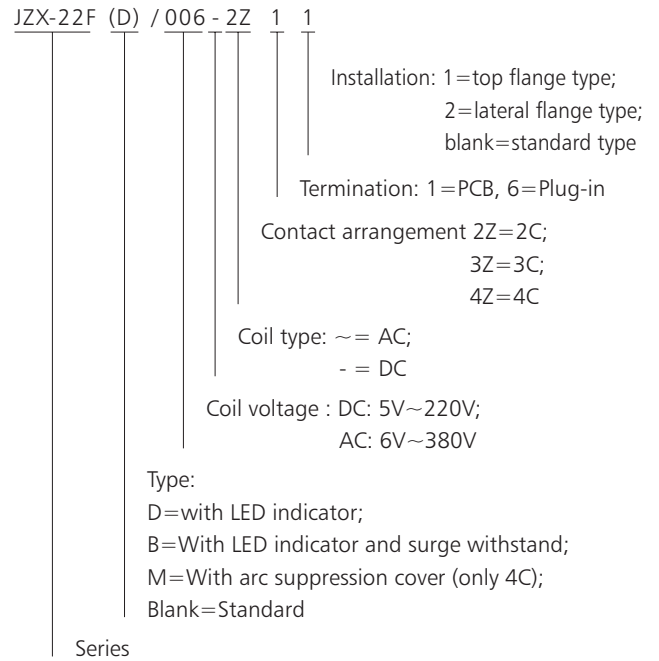 JZX-22F (D) / 006 - 2Z 1 1
Installation: 1=top flange type;
2=lateral flange type;
blank=standard type
Termination: 1=PCB, 6=Plug-in
Contact arrangement 2Z=2C;
3Z=3C;
4Z=4C
Coil type: ~= AC;
- = DC
Coil voltage : DC: 5V~220V;
AC: 6V~380V
Type:
D=with LED indicator;
B=With LED indicator and surge withstand;
M=With arc suppression cover (only 4C);
Blank=Standard
Series